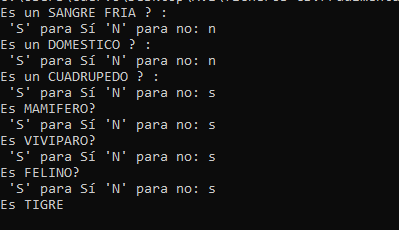 Es un SANGRE FRIA ? :
'S' para Sí 'N' para no: n
Es un DOMESTICO ? :
'S' para Sí 'N' para no: n
Es un CUADRUPEDO ? :
'S' para Sí 'N' para no: s
Es MAMIFERO?
'S' para Sí 'N' para no: s
Es VIVIPARO?
'S' para Sí 'N' para no: s
Es FELINO?
'S' para Sí 'N' para no: s
Es TIGRE